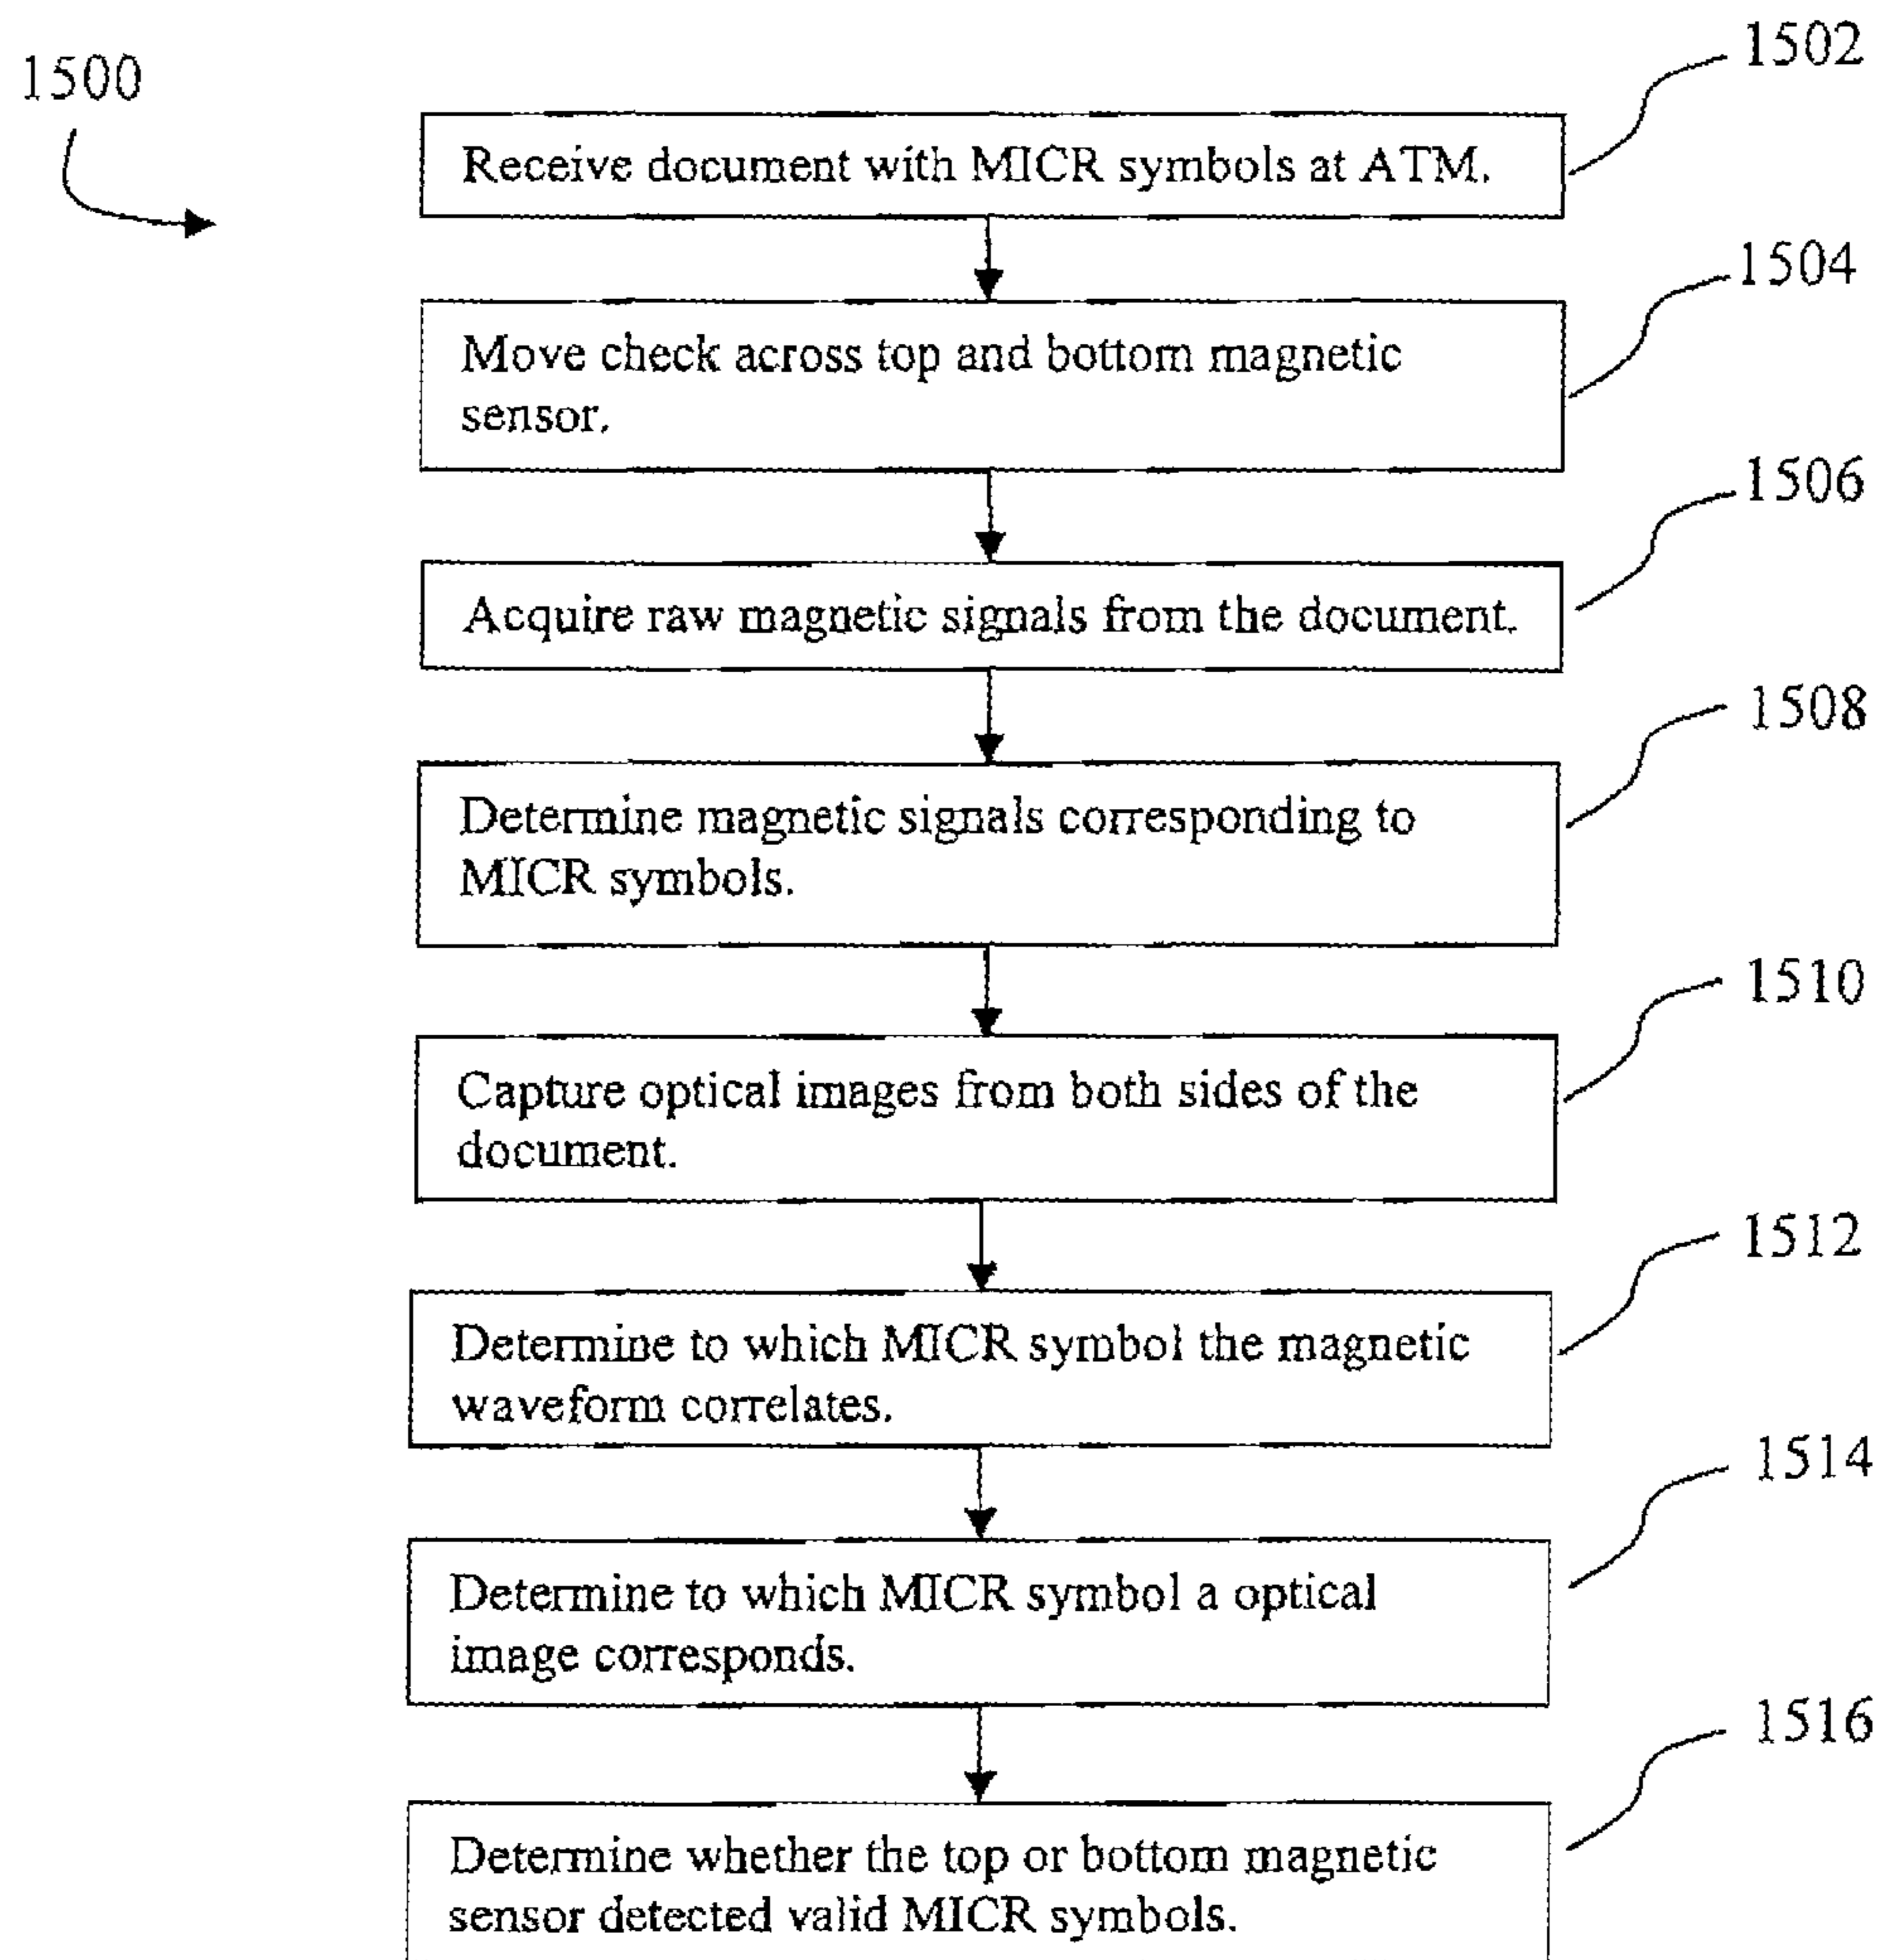 1500
1502
Receive document with MICR symbols at ATM.
1504
Move check across top and bottom magnetic
sensor.
1506
Acquire raw magnetic signals from the document.
1508
Determine magnetic signals corresponding to
MICR symbols.
1510
Capture optical images from both sides of the
document.
1512
Determine to which MICR symbol the magnetic
waveform correlates.
1514
Determine to which MICR symbol a optical
image corresponds.
1516
Determine whether the top or bottom magnetic
sensor detected valid MICR symbols.